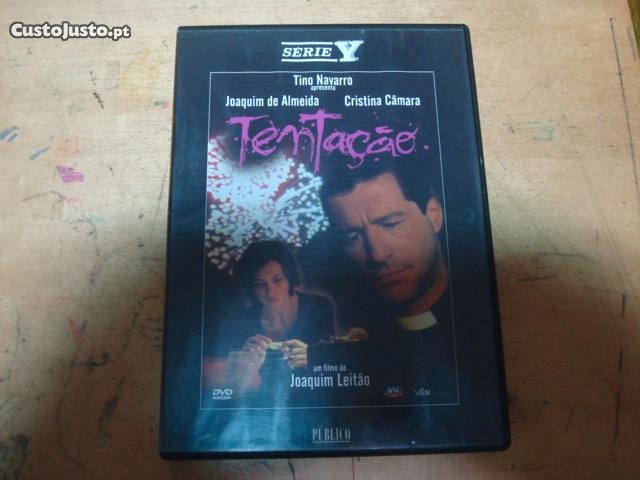 CustoJusto.pt
SÉRIE Y
Tino Navarro
apresenta
Joaquim de Almeida Cristina Câmara
Tentação
um filme de
Joaquim Leitão
DVD
MGN
PÚBLICO